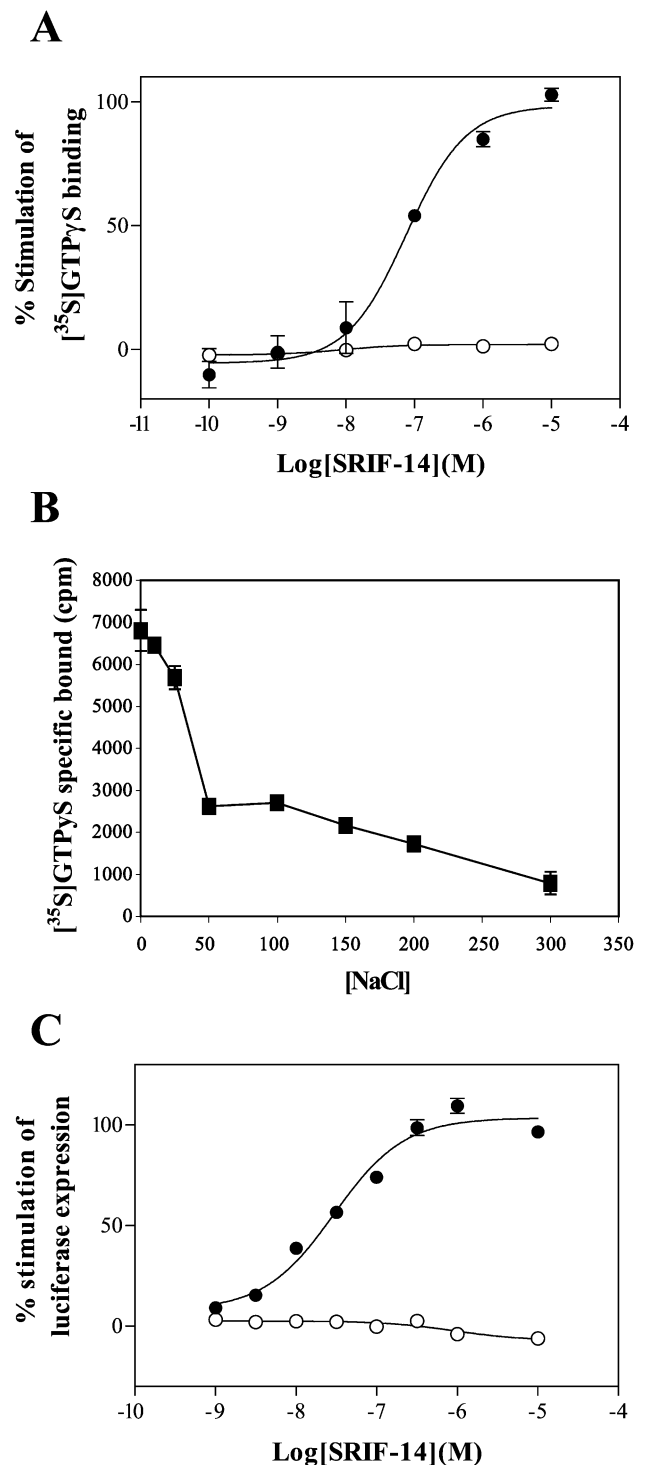 A
% Stimulation of
[³⁵S]GTPγS binding
100
50
0
-11 -10 -9 -8 -7 -6 -5 -4
Log[SRIF-14](M)
B
[³⁵S]GTPγS specific bound (cpm)
8000
7000
6000
5000
4000
3000
2000
1000
0
0 50 100 150 200 250 300 350
[NaCl]
C
% stimulation of
luciferase expression
100
50
0
-10 -9 -8 -7 -6 -5 -4
Log[SRIF-14](M)